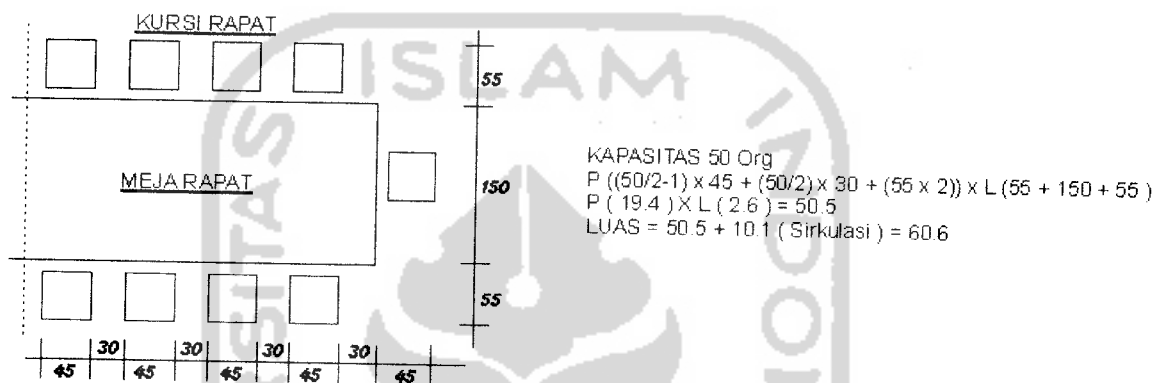 KURSI RAPAT
55
MEJA RAPAT
150
55
30 30 30 30
45 45 45 45 45
KAPASITAS 50 Org
P ((50/2-1) x 45 + (50/2) x 30 + (55 x 2)) x L (55 + 150 + 55 )
P ( 19.4 ) X L ( 2.6 ) = 50.5
LUAS = 50.5 + 10.1 ( Sirkulasi ) = 60.6
ISLAM